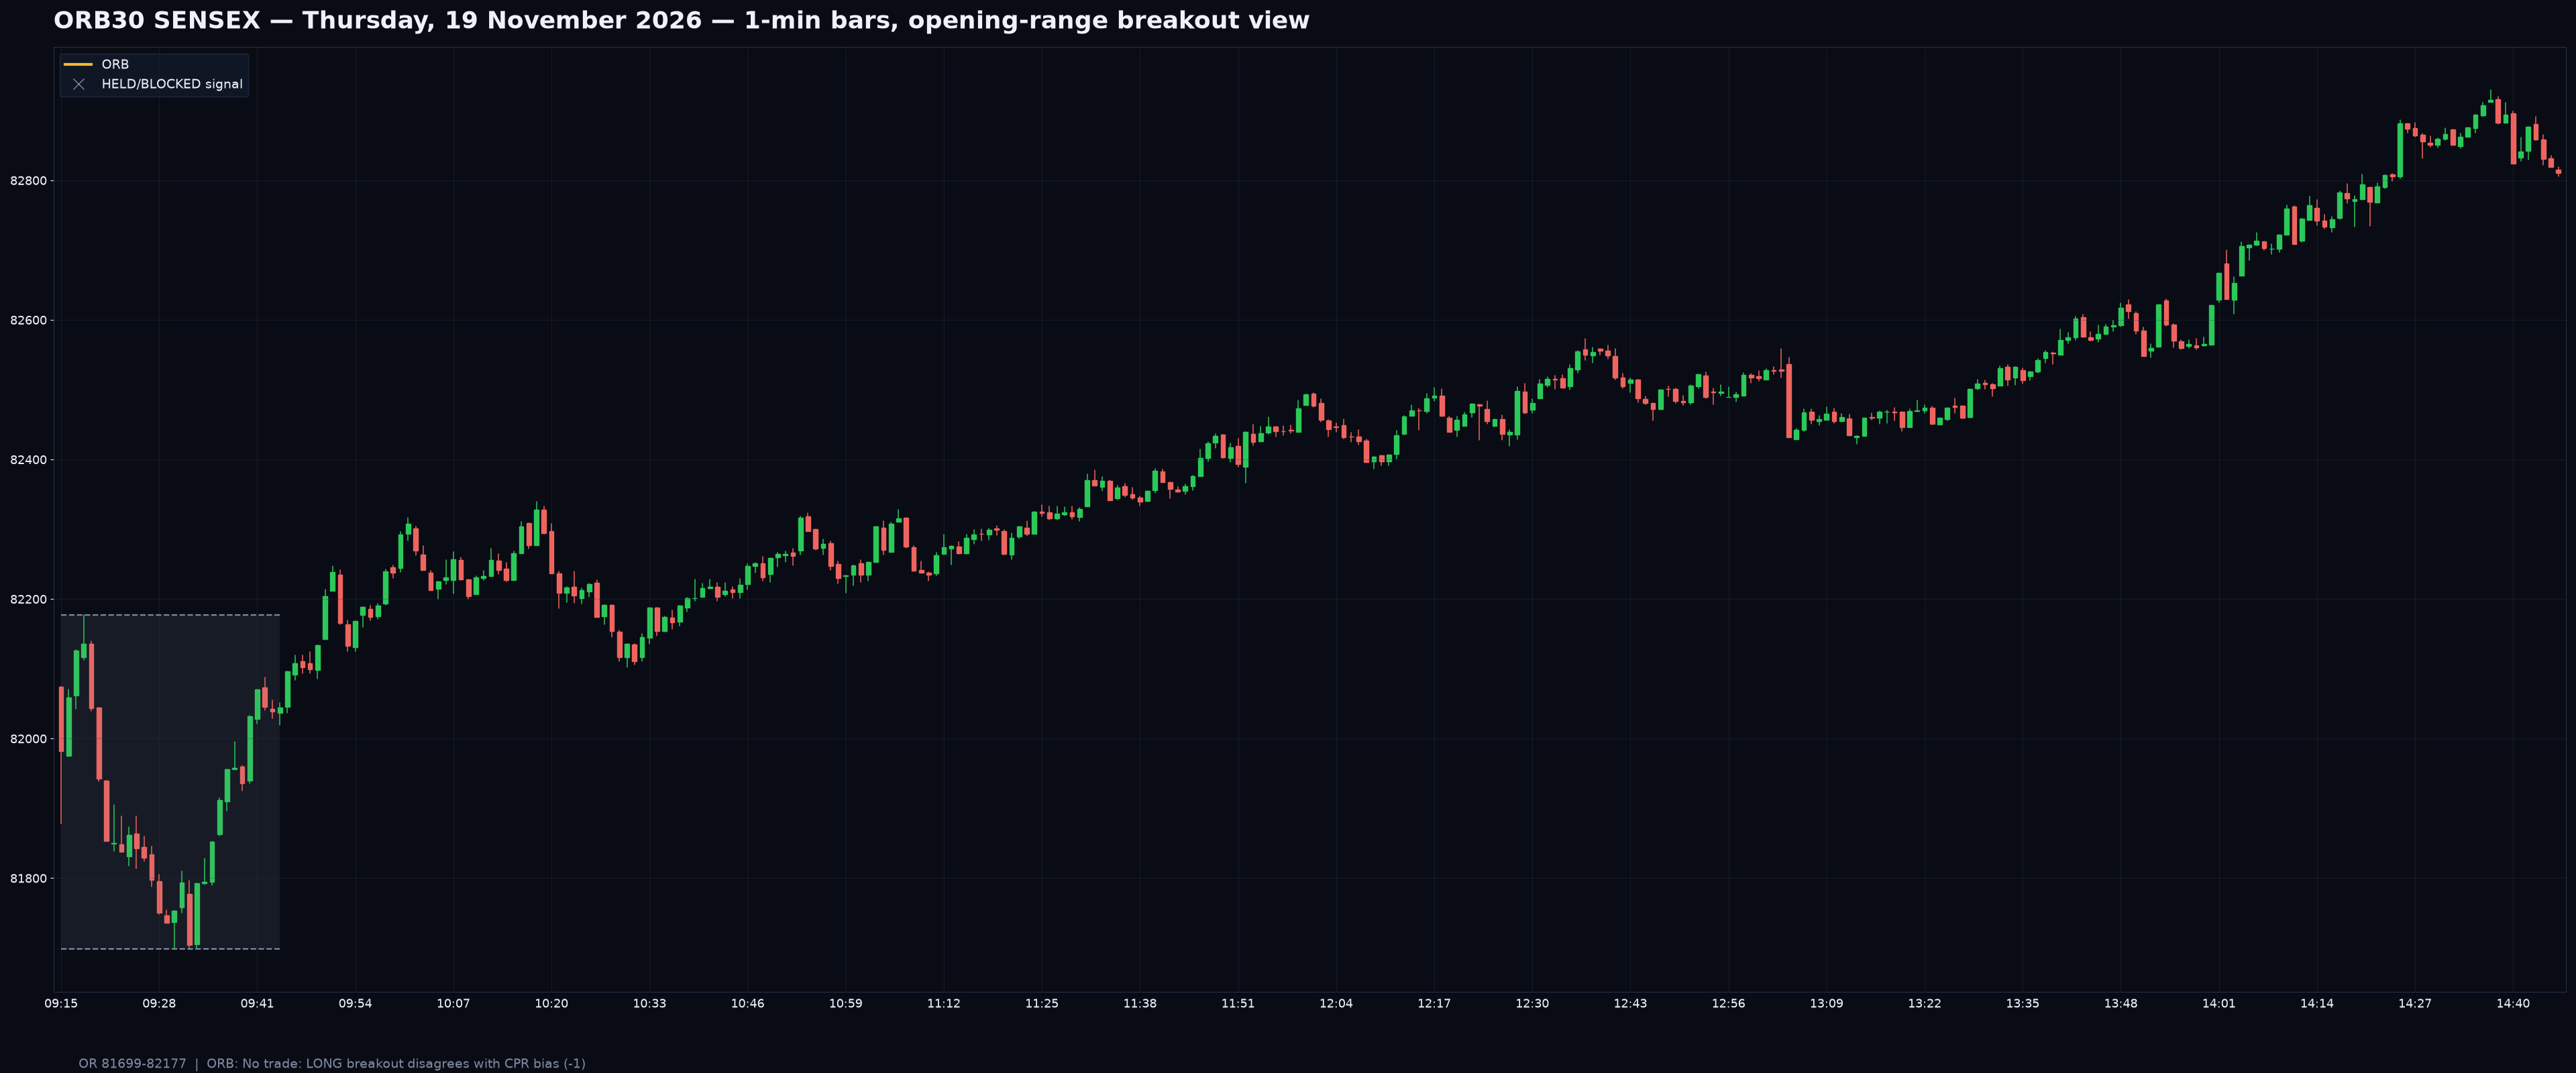 ORB30 SENSEX — Thursday, 19 November 2026 — 1-min bars, opening-range breakout view
ORB
HELD/BLOCKED signal
82800
82600
82400
82200
82000
81800
09:15 09:28 09:41 09:54 10:07 10:20 10:33 10:46 10:59 11:12 11:25 11:38 11:51 12:04 12:17 12:30 12:43 12:56 13:09 13:22 13:35 13:48 14:01 14:14 14:27 14:40
OR 81699-82177 | ORB: No trade: LONG breakout disagrees with CPR bias (-1)